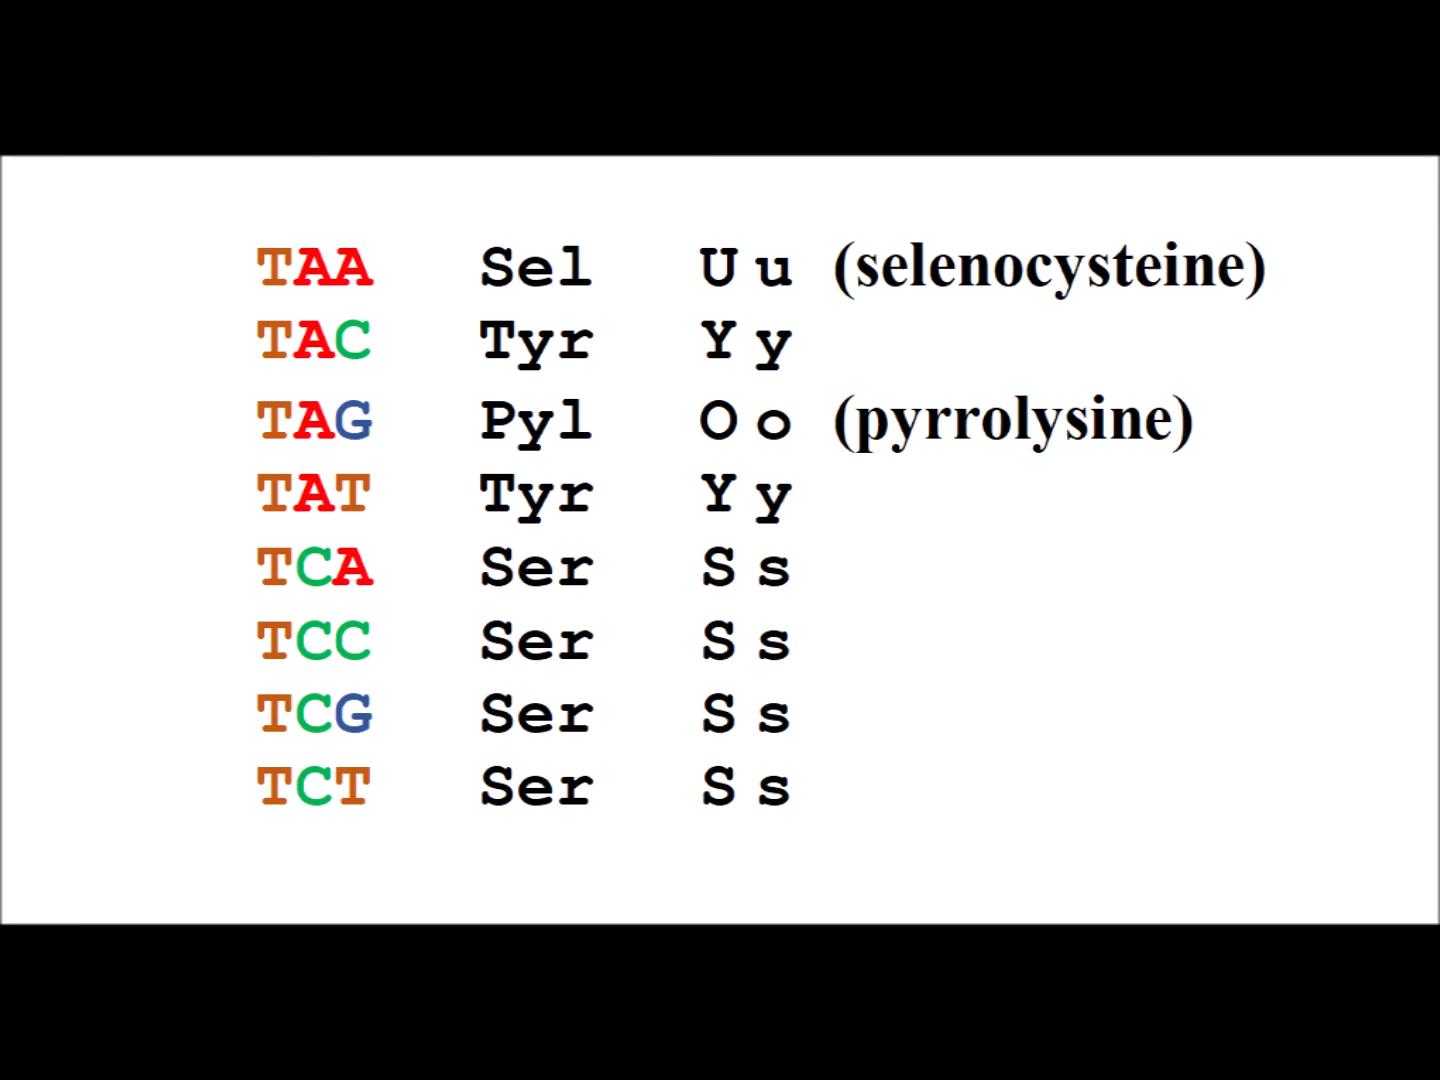 TAA Sel U u (selenocysteine)
TAC Tyr Y y
TAG Pyl O o (pyrrolysine)
TAT Tyr Y y
TCA Ser S s
TCC Ser S s
TCG Ser S s
TCT Ser S s